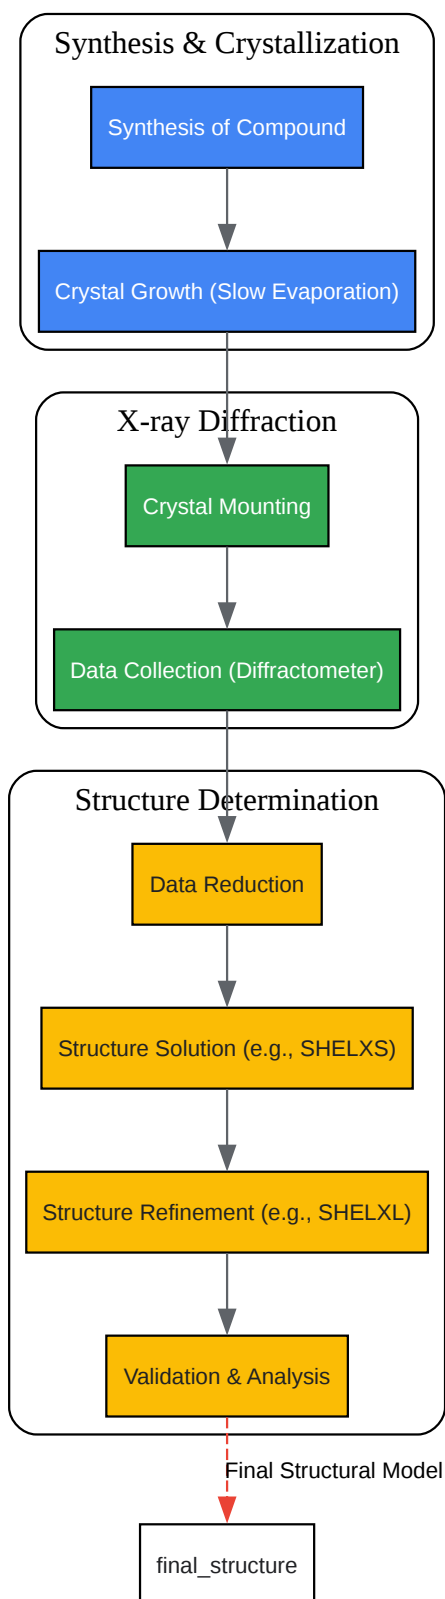 Synthesis & Crystallization
Synthesis of Compound
Crystal Growth (Slow Evaporation)
X-ray Diffraction
Crystal Mounting
Data Collection (Diffractometer)
Structure Determination
Data Reduction
Structure Solution (e.g., SHELXS)
Structure Refinement (e.g., SHELXL)
Validation & Analysis
Final Structural Model
final_structure